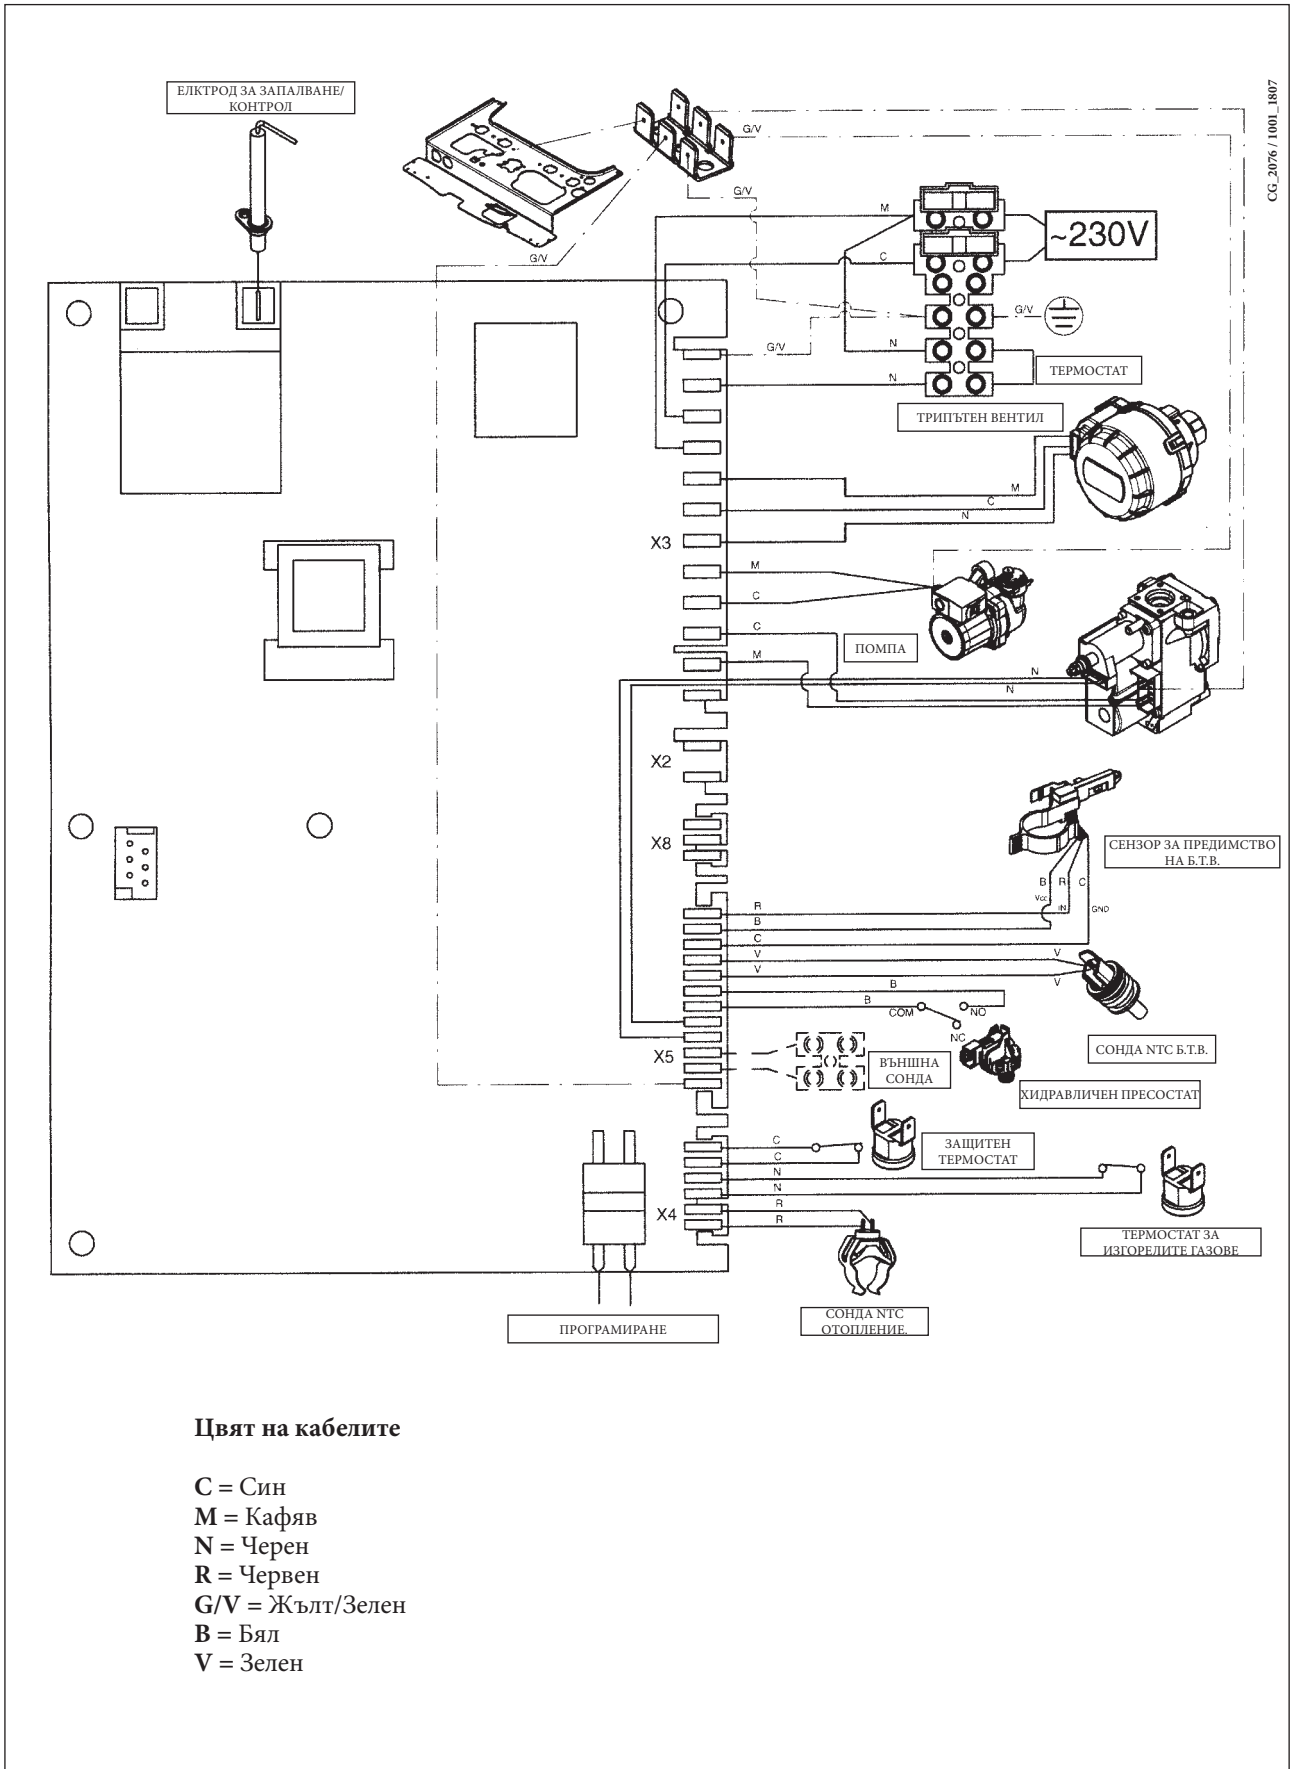 ЕЛКТРОД ЗА ЗАПАЛВАНЕ/
КОНТРОЛ
CG_2076 / 1001_1807
G/V
G/V
M
~230V
C
G/V
G/V
G/V
N
ТЕРМОСТАТ
N
ТРИПЪТЕН ВЕНТИЛ
M
C
N
X3
M
C
C
ПОМПА
M
N
N
X2
X8
СЕНЗОР ЗА ПРЕДИМСТВО
НА Б.Т.В.
B R C
Vcc IN GND
R
B
C
V V
V V
B
B
COM NO
NC
X5
ВЪНШНА
СОНДА
СОНДА NTC Б.Т.В.
ХИДРАВЛИЧЕН ПРЕСОСТАТ
C
C
ЗАЩИТЕН
ТЕРМОСТАТ
N
N
X4
R
R
ТЕРМОСТАТ ЗА
ИЗГОРЕЛИТЕ ГАЗОВЕ
СОНДА NTC
ОТОПЛЕНИЕ.
ПРОГРАМИРАНЕ
Цвят на кабелите
C = Син
M = Кафяв
N = Черен
R = Червен
G/V = Жълт/Зелен
B = Бял
V = Зелен